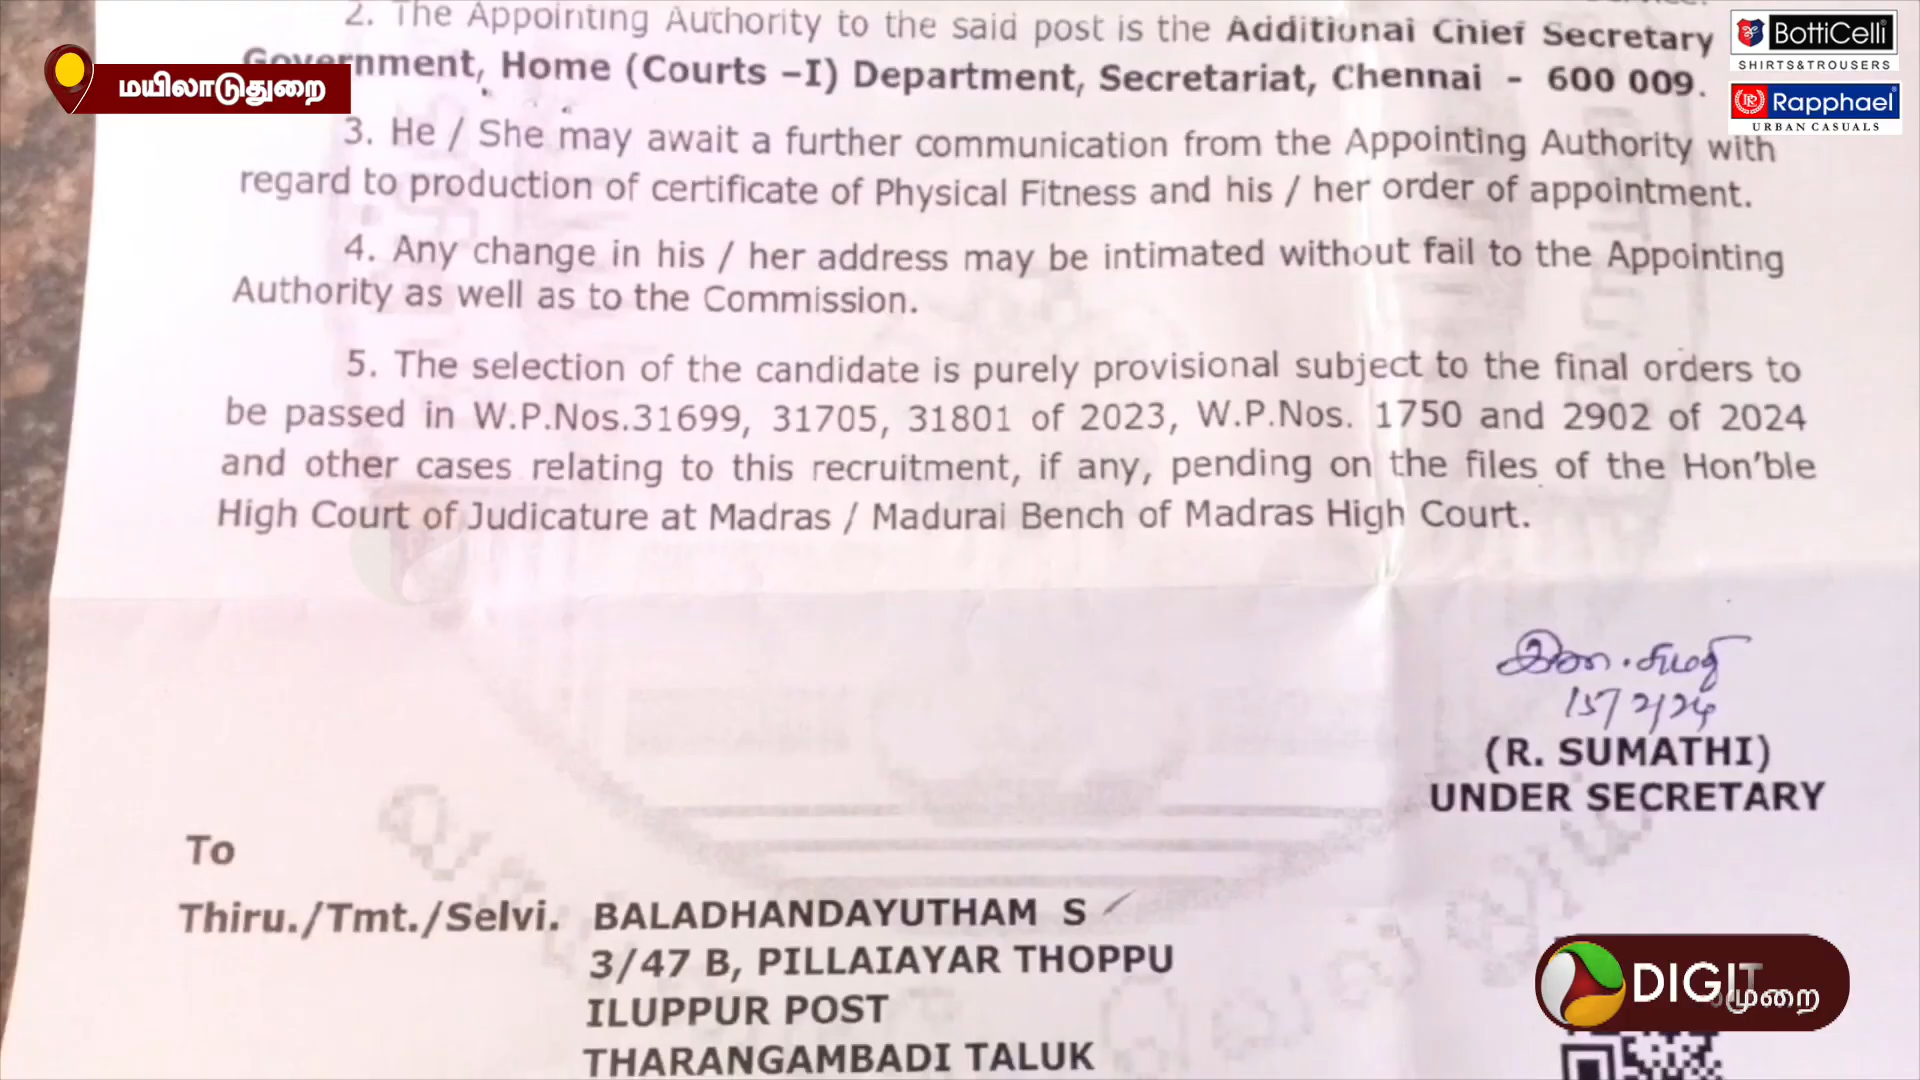 2. The Appointing Authority to the said post is the Additional Chief Secretary
Government, Home (Courts –I) Department, Secretariat, Chennai - 600 009.
3. He / She may await a further communication from the Appointing Authority with
regard to production of certificate of Physical Fitness and his / her order of appointment.
4. Any change in his / her address may be intimated without fail to the Appointing
Authority as well as to the Commission.
5. The selection of the candidate is purely provisional subject to the final orders to
be passed in W.P.Nos.31699, 31705, 31801 of 2023, W.P.Nos. 1750 and 2902 of 2024
and other cases relating to this recruitment, if any, pending on the files of the Hon’ble
High Court of Judicature at Madras / Madurai Bench of Madras High Court.
15/2/24
(R. SUMATHI)
UNDER SECRETARY
To
Thiru./Tmt./Selvi. BALADHANDAYUTHAM S
3/47 B, PILLAIAYAR THOPPU
ILUPPUR POST
THARANGAMBADI TALUK
மயிலாடுதுறை
BottiCelli
SHIRTS&TROUSERS
Rapphael
URBAN CASUALS
DIGIT